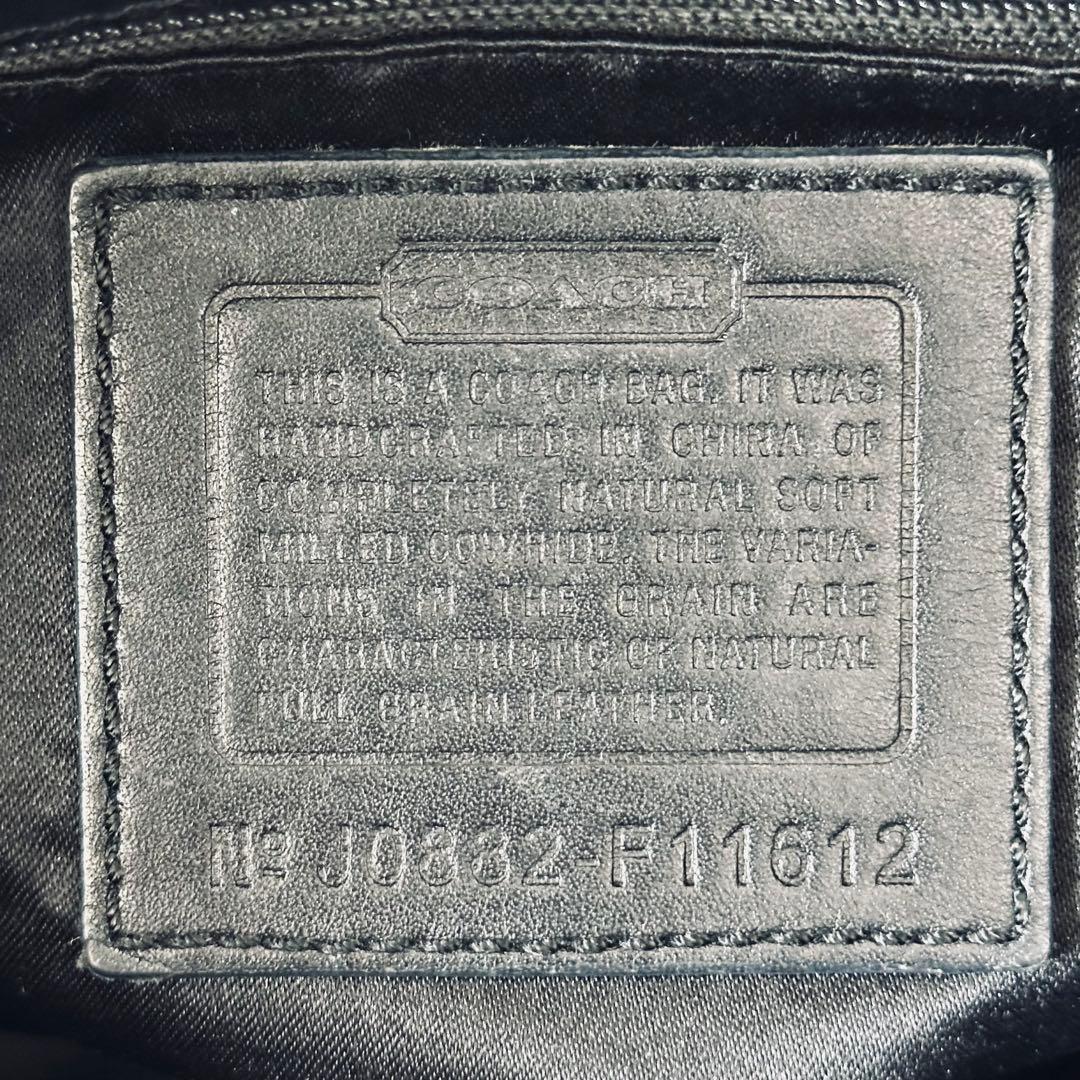 COACH
THIS IS A COACH BAG. IT WAS
HANDCRAFTED IN CHINA OF
COMPLETELY NATURAL SOFT
MILLED COWHIDE. THE VARIA-
TIONS IN THE GRAIN ARE
CHARACTERISTIC OF NATURAL
FULL GRAIN LEATHER.
Nº J0882-F11612